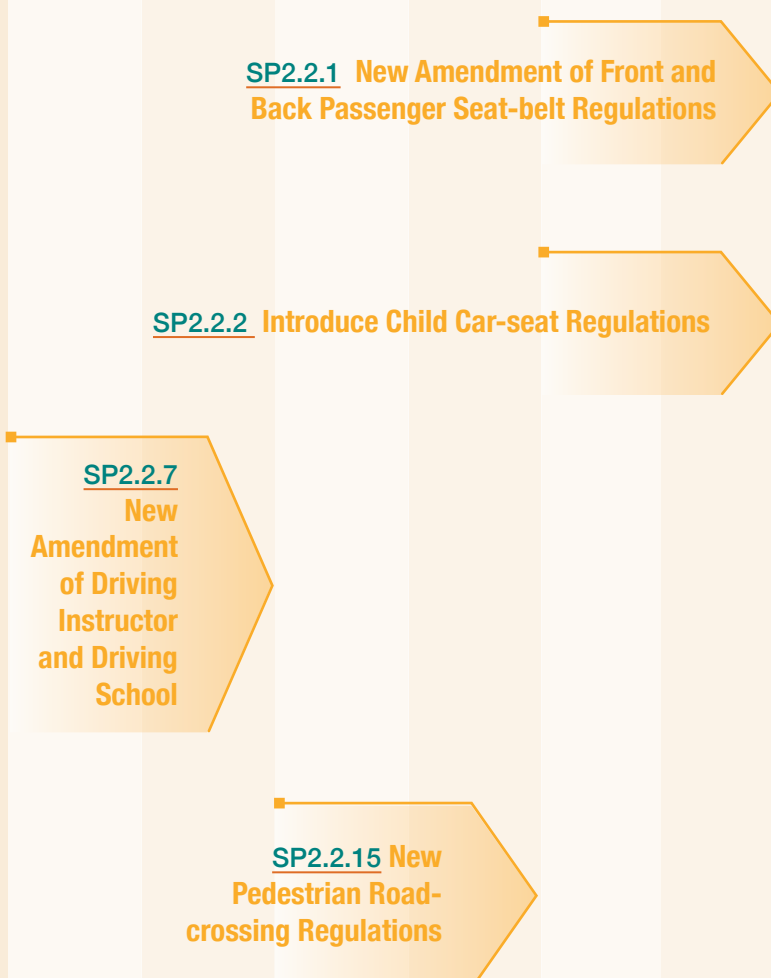 SP2.2.1 New Amendment of Front and
Back Passenger Seat-belt Regulations
SP2.2.2 Introduce Child Car-seat Regulations
SP2.2.7
New
Amendment
of Driving
Instructor
and Driving
School
SP2.2.15 New
Pedestrian Road-
crossing Regulations